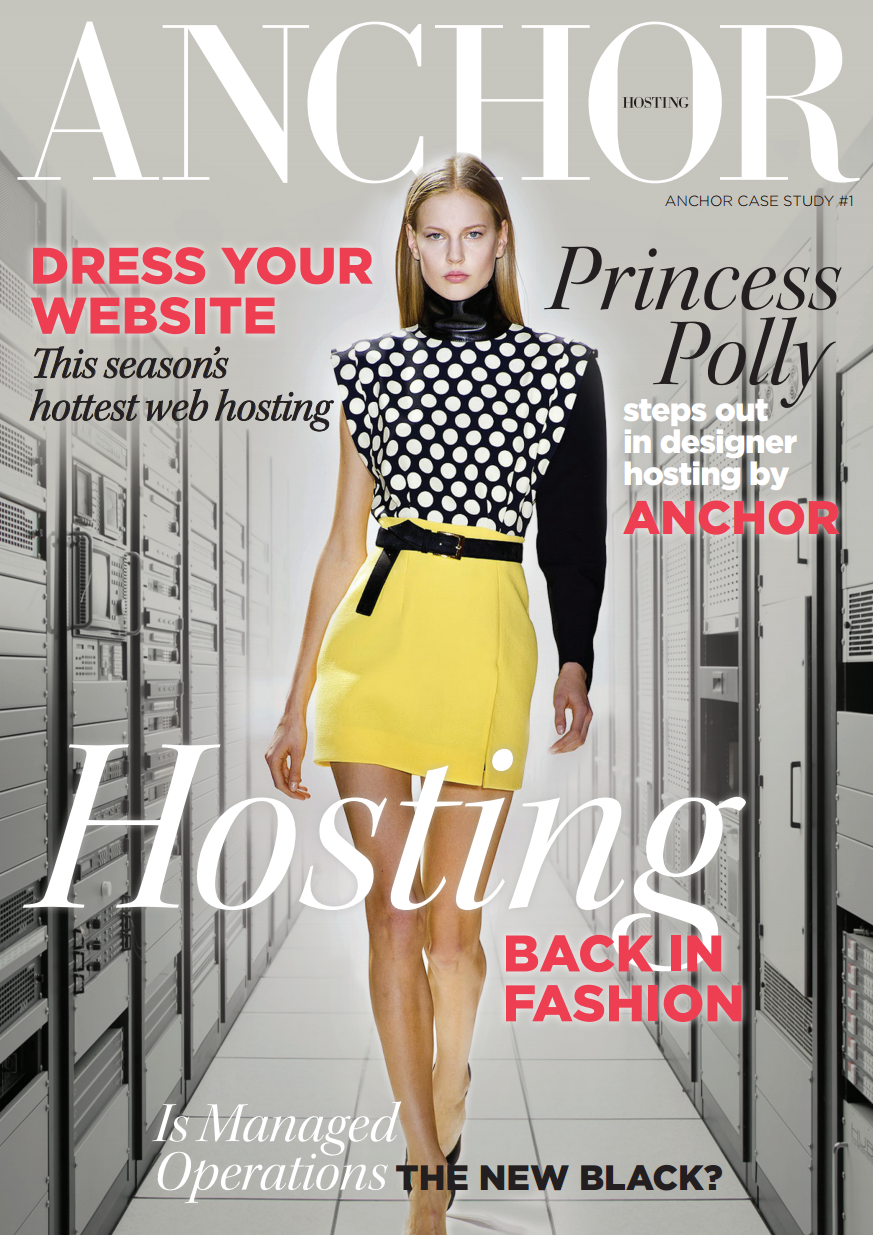 ANCHOR
HOSTING
ANCHOR CASE STUDY #1
DRESS YOUR
WEBSITE
This season's
hottest web hosting
Princess
Polly
steps out
in designer
hosting by
ANCHOR
Hosting
BACK IN
FASHION
Is Managed
Operations THE NEW BLACK?